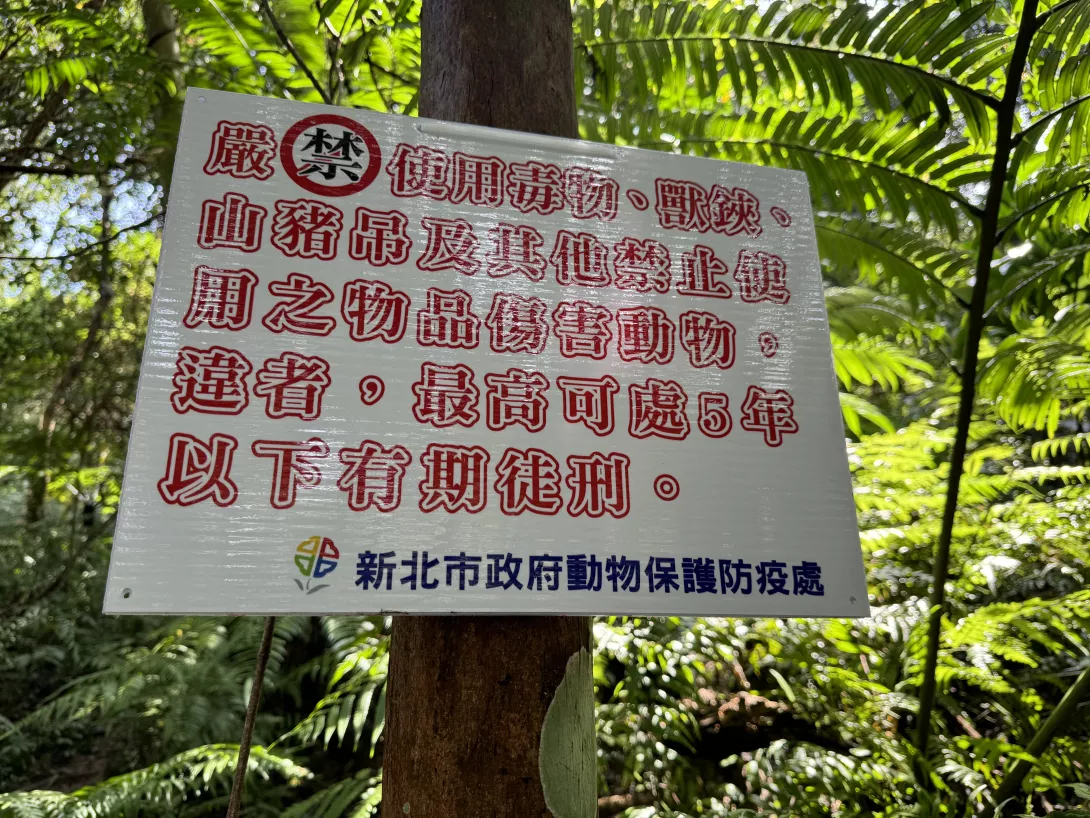 嚴禁使用毒物、獸鋏、
山豬吊及其他禁止使
用之物品傷害動物，
違者，最高可處5年
以下有期徒刑。
新北市政府動物保護防疫處